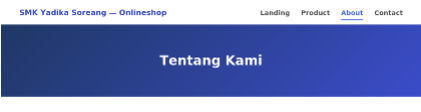 SMK Yadika Soreang — Onlineshop
Landing Product About Contact
Tentang Kami